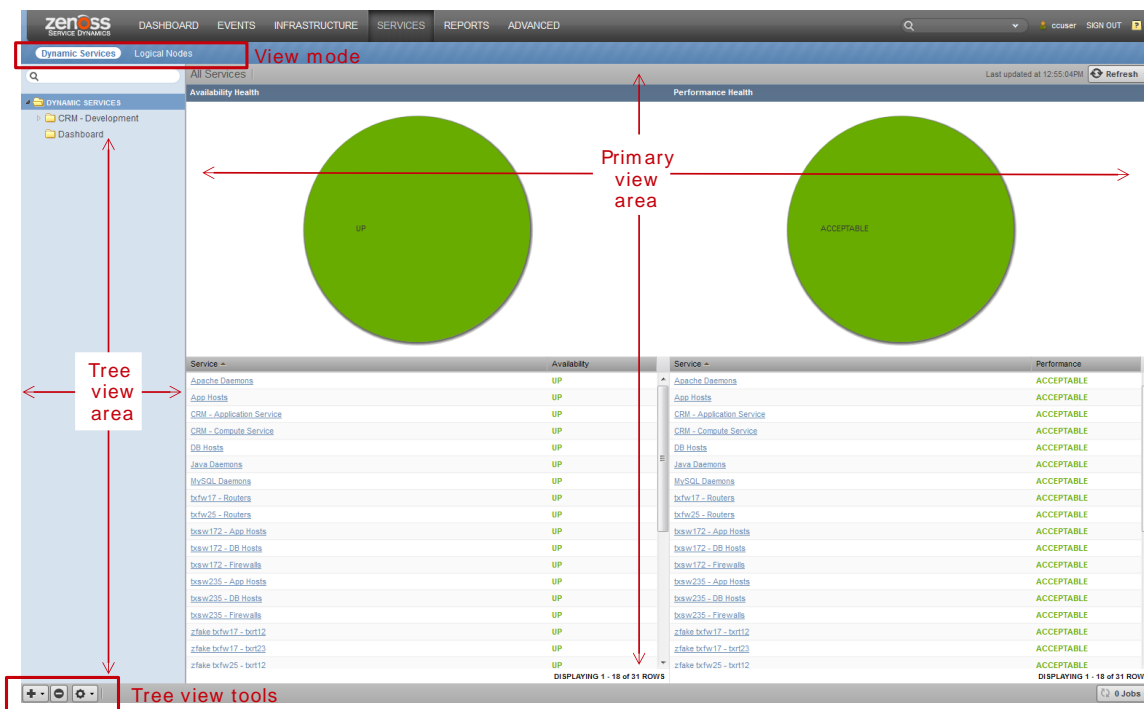 zenoss
SERVICE DYNAMICS
DASHBOARD EVENTS INFRASTRUCTURE SERVICES REPORTS ADVANCED
ccuser SIGN OUT ?
Dynamic Services Logical Nodes
View mode
All Services
Last updated at 12:55:04PM Refresh
Availability Health
Performance Health
DYNAMIC SERVICES
CRM - Development
Dashboard
Primary
view
area
UP
ACCEPTABLE
Tree
view
area
Service Availability
Service Performance
Apache Daemons UP
Apache Daemons ACCEPTABLE
App Hosts UP
App Hosts ACCEPTABLE
CRM - Application Service UP
CRM - Application Service ACCEPTABLE
CRM - Compute Service UP
CRM - Compute Service ACCEPTABLE
DB Hosts UP
DB Hosts ACCEPTABLE
Java Daemons UP
Java Daemons ACCEPTABLE
MySQL Daemons UP
MySQL Daemons ACCEPTABLE
txfw17 - Routers UP
txfw17 - Routers ACCEPTABLE
txfw25 - Routers UP
txfw25 - Routers ACCEPTABLE
txsw172 - App Hosts UP
txsw172 - App Hosts ACCEPTABLE
txsw172 - DB Hosts UP
txsw172 - DB Hosts ACCEPTABLE
txsw172 - Firewalls UP
txsw172 - Firewalls ACCEPTABLE
txsw235 - App Hosts UP
txsw235 - App Hosts ACCEPTABLE
txsw235 - DB Hosts UP
txsw235 - DB Hosts ACCEPTABLE
txsw235 - Firewalls UP
txsw235 - Firewalls ACCEPTABLE
zfake txfw17 - txrt12 UP
zfake txfw17 - txrt12 ACCEPTABLE
zfake txfw17 - txrt23 UP
zfake txfw17 - txrt23 ACCEPTABLE
zfake txfw25 - txrt12 UP
zfake txfw25 - txrt12 ACCEPTABLE
DISPLAYING 1 - 18 of 31 ROWS
DISPLAYING 1 - 18 of 31 ROW
Tree view tools
0 Jobs